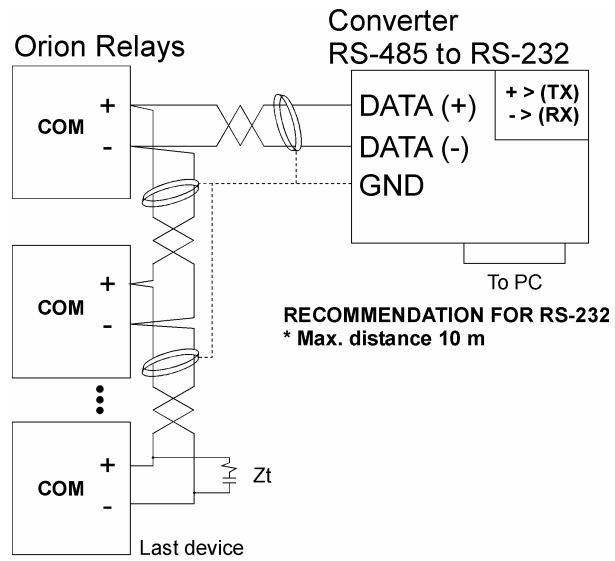 Orion Relays
Converter
RS-485 to RS-232
COM
+
-
DATA (+)
DATA (-)
GND
+ > (TX)
- > (RX)
To PC
COM
+
-
RECOMMENDATION FOR RS-232
* Max. distance 10 m
COM
+
-
Zt
Last device